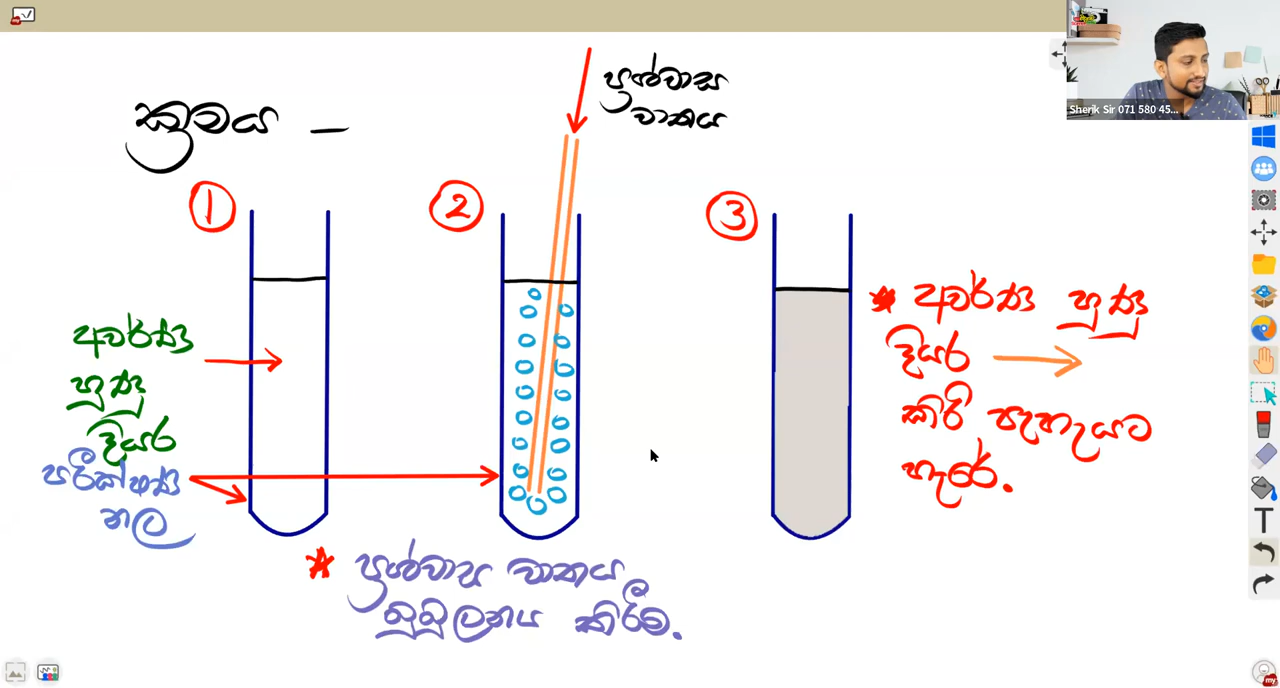 Sherik Sir 071 580 45...
ප්‍රශ්වාස
වාතය
ක්‍රමය –
1
2
3
අවර්ණ
හුණු
දියර
පරීක්ෂණ
නල
* අවර්ණ හුණු
දියර
කිරි පැහැයට
හැරේ.
* ප්‍රශ්වාස වාතය
බුබුලනය කිරීම.